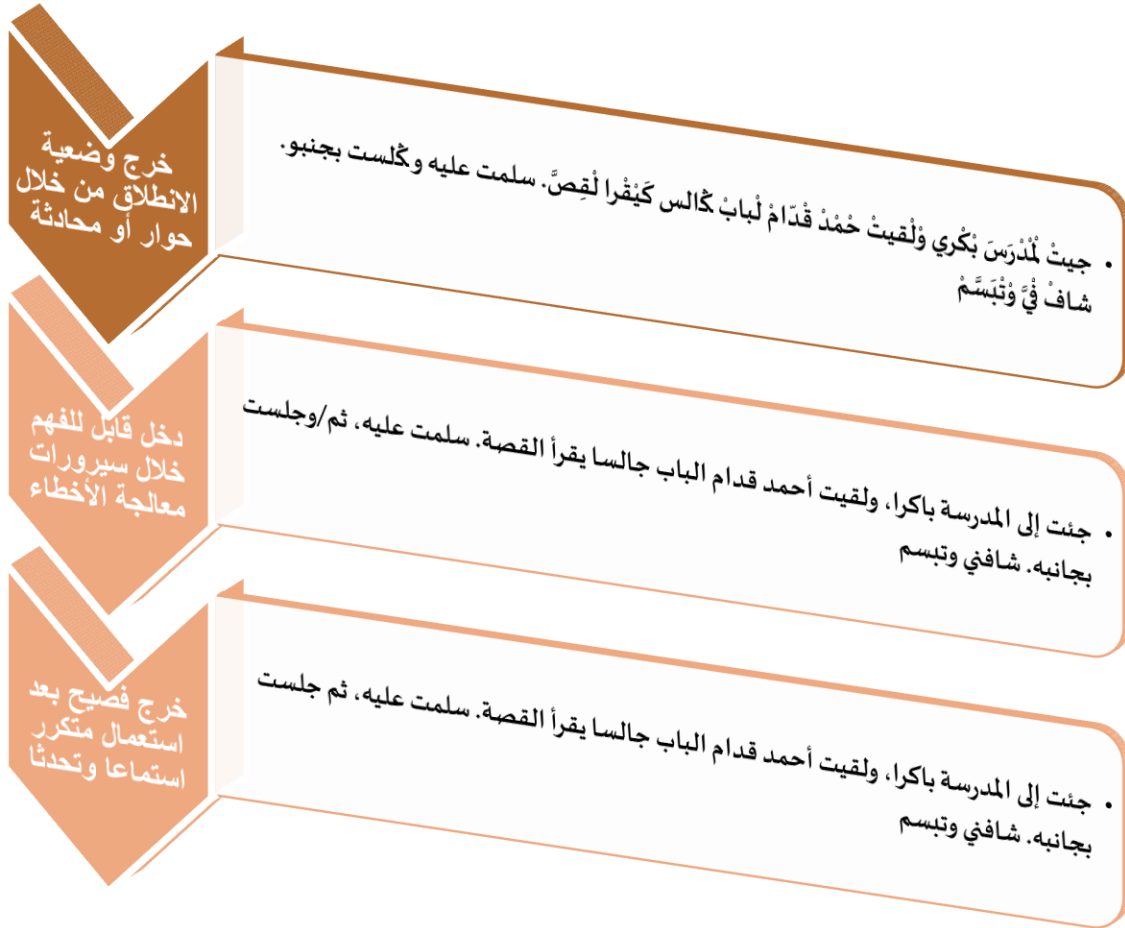 خرج وضعية
الانطلاق من خلال
حوار أو محادثة
• جيتْ لْمْدْرَسَ بْكْري وْلْقيتْ حْمْدْ قْدّامْ لْبابْ ݣالس كَيْقْرا لْقِصَّ. سلمت عليه وݣلست بجنبو.
شافْ فْيَّ وْتْبَسَّمْ
دخل قابل للفهم
خلال سيرورات
معالجة الأخطاء
• جئت إلى المدرسة باكرا، ولقيت أحمد قدام الباب جالسا يقرأ القصة. سلمت عليه، ثم/وجلست
بجانبه. شافني وتبسم
خرج فصيح بعد
استعمال متكرر
استماعا وتحدثا
• جئت إلى المدرسة باكرا، ولقيت أحمد قدام الباب جالسا يقرأ القصة. سلمت عليه، ثم جلست
بجانبه. شافني وتبسم